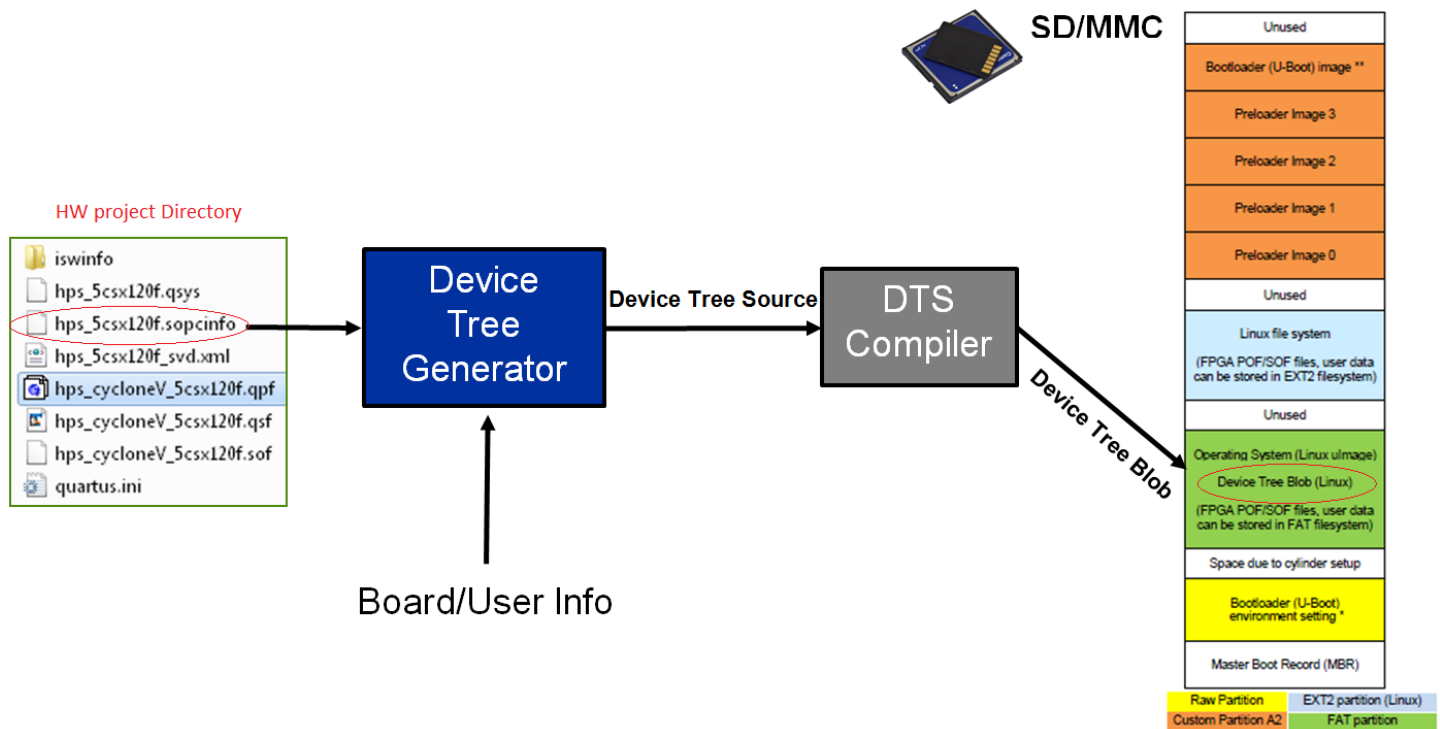 SD/MMC
HW project Directory
iswinfo
hps_5csx120f.qsys
hps_5csx120f.sopcinfo
hps_5csx120f_svd.xml
hps_cycloneV_5csx120f.qpf
hps_cycloneV_5csx120f.qsf
hps_cycloneV_5csx120f.sof
quartus.ini
Device
Tree
Generator
Board/User Info
Device Tree Source
DTS
Compiler
Device Tree Blob
Unused
Bootloader (U-Boot) image **
Preloader Image 3
Preloader Image 2
Preloader Image 1
Preloader Image 0
Unused
Linux file system
(FPGA POF/SOF files, user data
can be stored in EXT2 filesystem)
Unused
Operating System (Linux uImage)
Device Tree Blob (Linux)
(FPGA POF/SOF files, user data
can be stored in FAT filesystem)
Space due to cylinder setup
Bootloader (U-Boot)
environment setting *
Master Boot Record (MBR)
Raw Partition
EXT2 partition (Linux)
Custom Partition A2
FAT partition